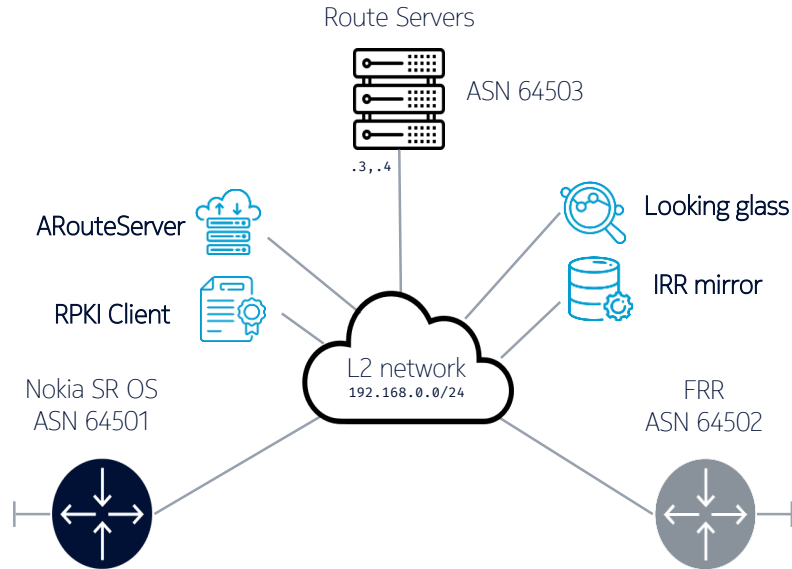 Route Servers
ASN 64503
.3,.4
ARouteServer
Looking glass
RPKI Client
IRR mirror
L2 network
192.168.0.0/24
Nokia SR OS
ASN 64501
FRR
ASN 64502